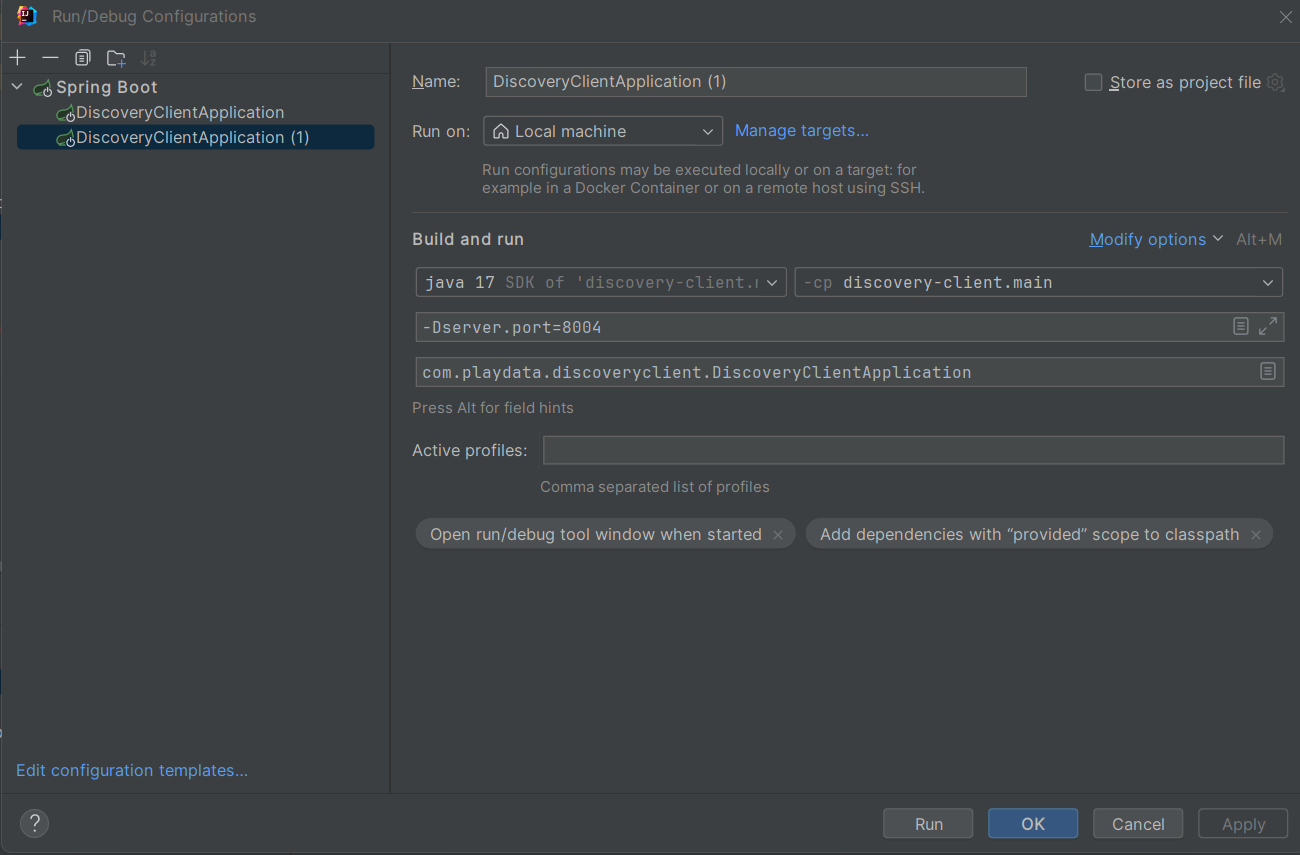 Run/Debug Configurations
Spring Boot
DiscoveryClientApplication
DiscoveryClientApplication (1)
Edit configuration templates...
Name: DiscoveryClientApplication (1) Store as project file
Run on: Local machine Manage targets...
Run configurations may be executed locally or on a target: for
example in a Docker Container or on a remote host using SSH.
Build and run Modify options Alt+M
java 17 SDK of 'discovery-client.r -cp discovery-client.main
-Dserver.port=8004
com.playdata.discoveryclient.DiscoveryClientApplication
Press Alt for field hints
Active profiles:
Comma separated list of profiles
Open run/debug tool window when started × Add dependencies with “provided” scope to classpath ×
? Run OK Cancel Apply